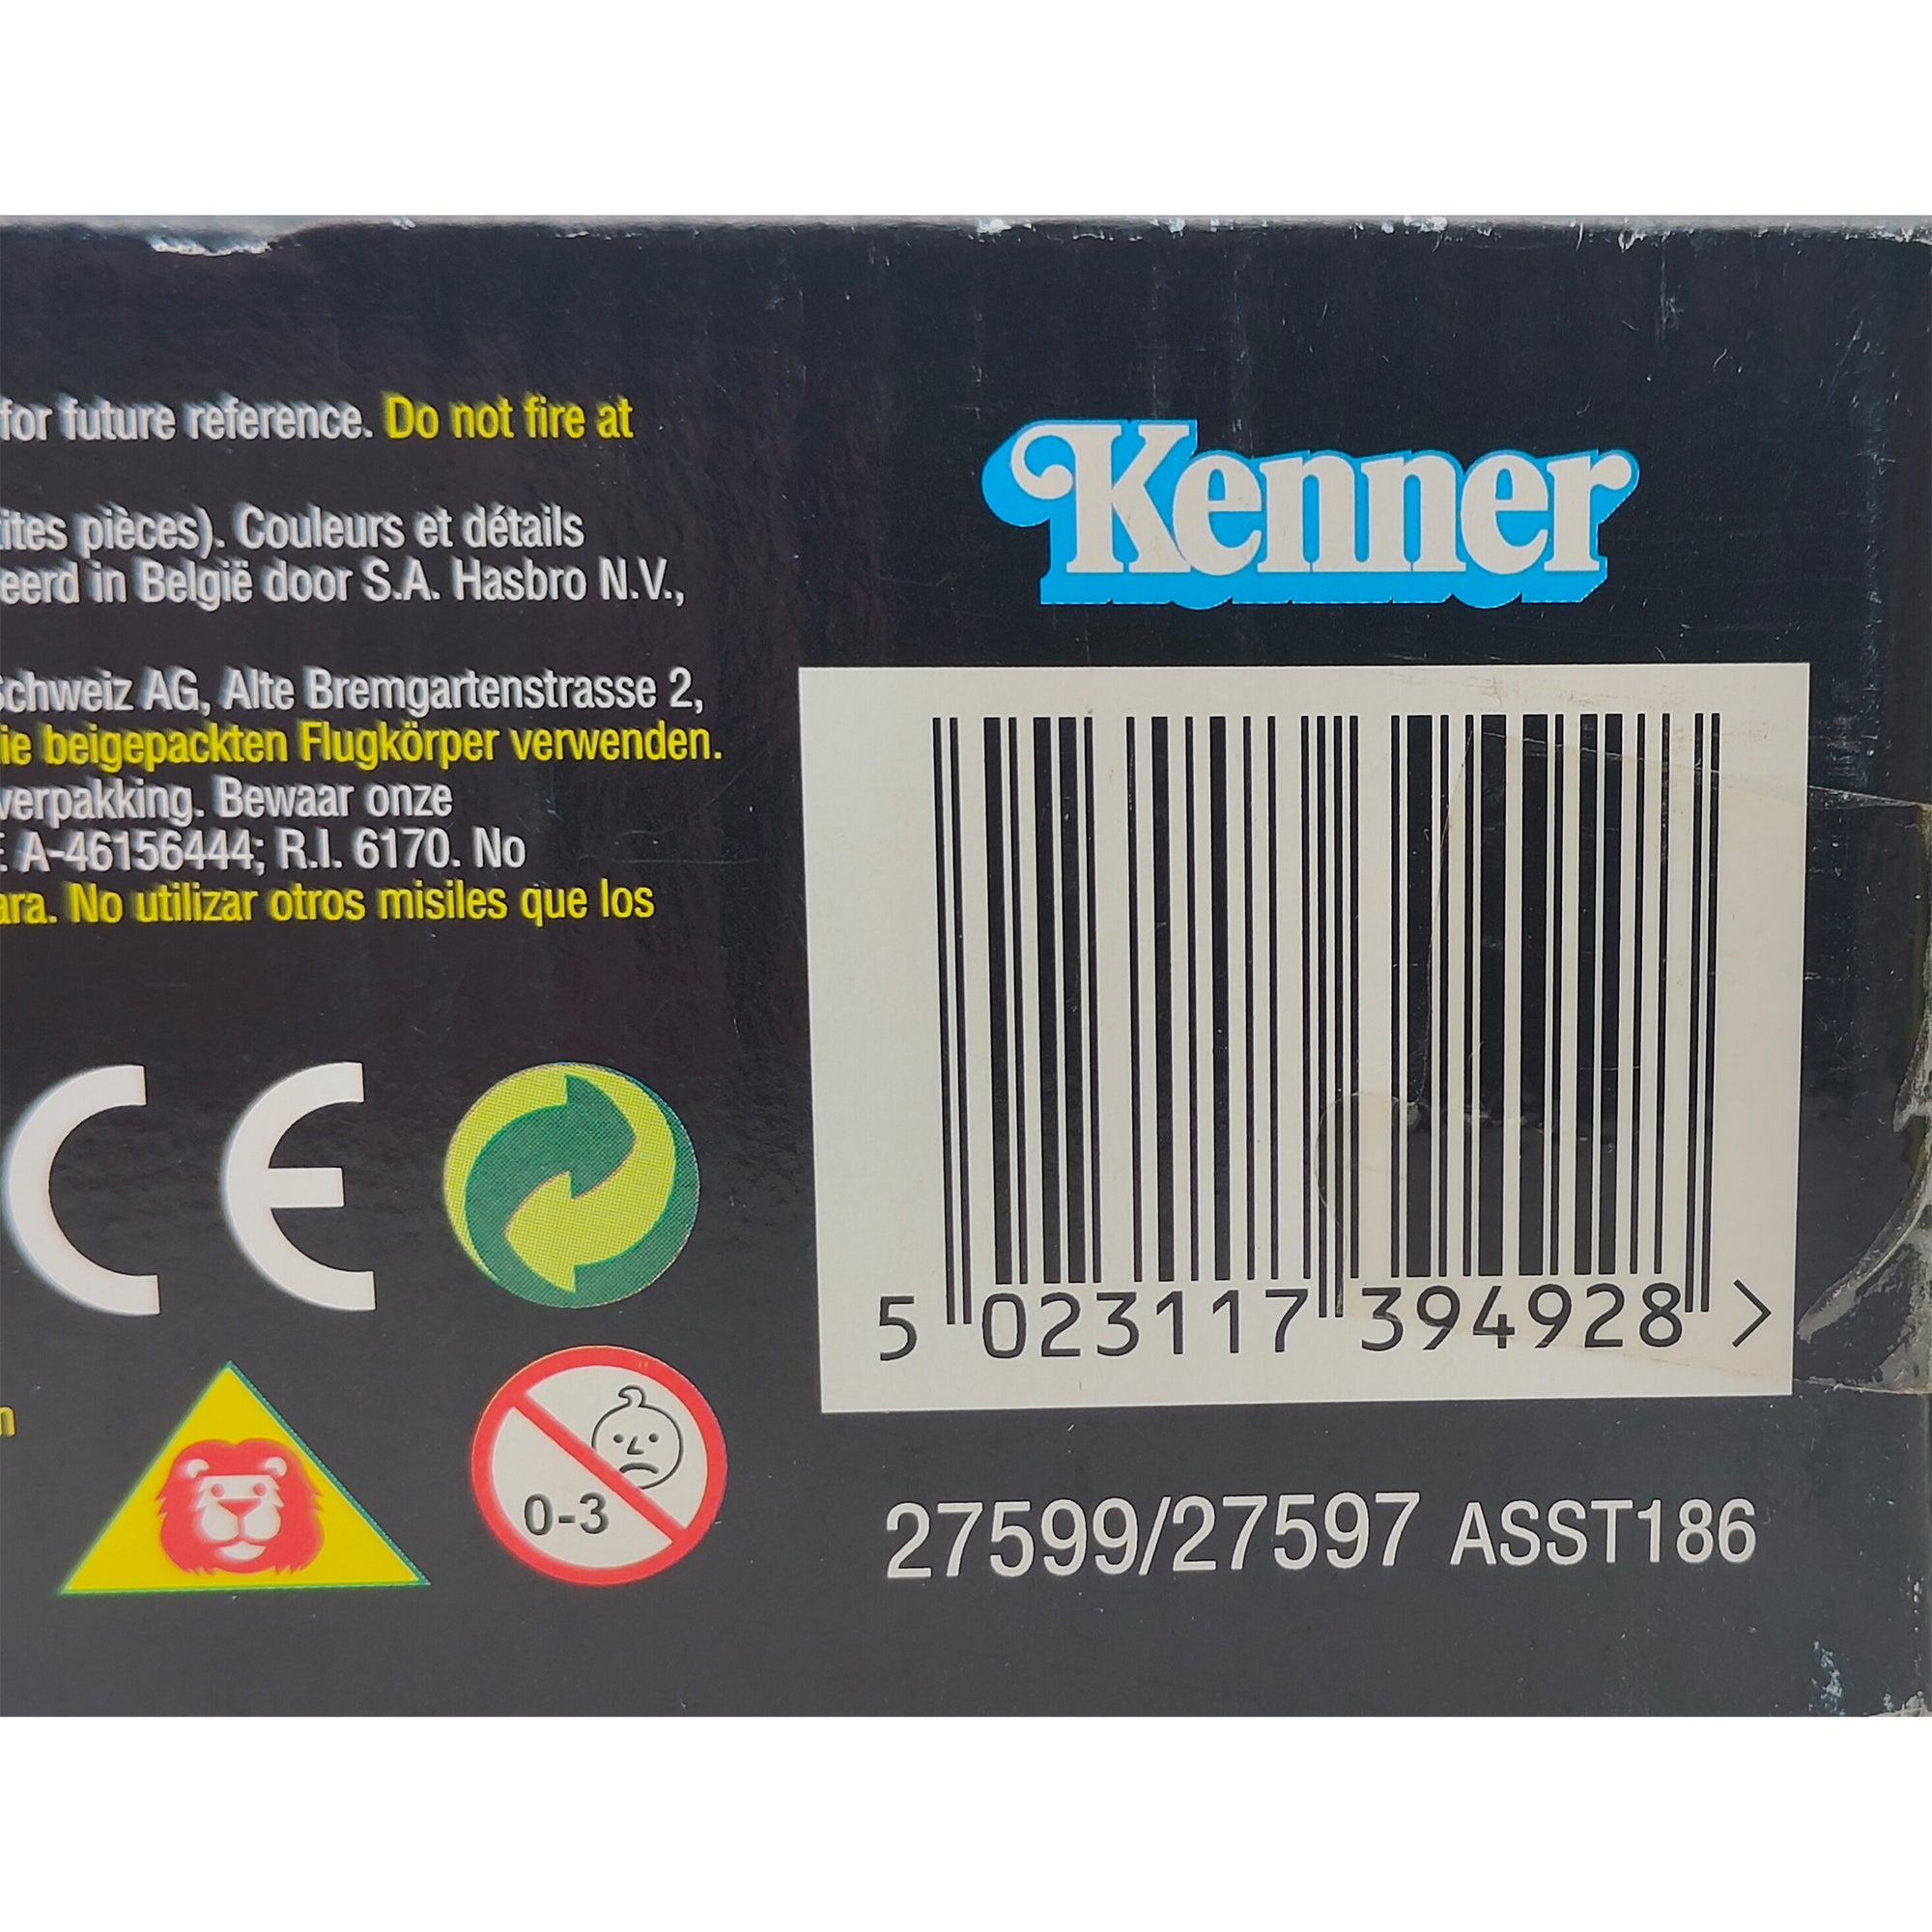 for future reference. Do not fire at
pièces). Couleurs et détails
in België door S.A. Hasbro N.V.,
Schweiz AG, Alte Bremgartenstrasse 2,
beigepackten Flugkörper verwenden.
verpakking. Bewaar onze
A-46156444; R.I. 6170. No
No utilizar otros misiles que los
CE
0-3
Kenner
5 023117 394928 >
27599/27597 ASST186